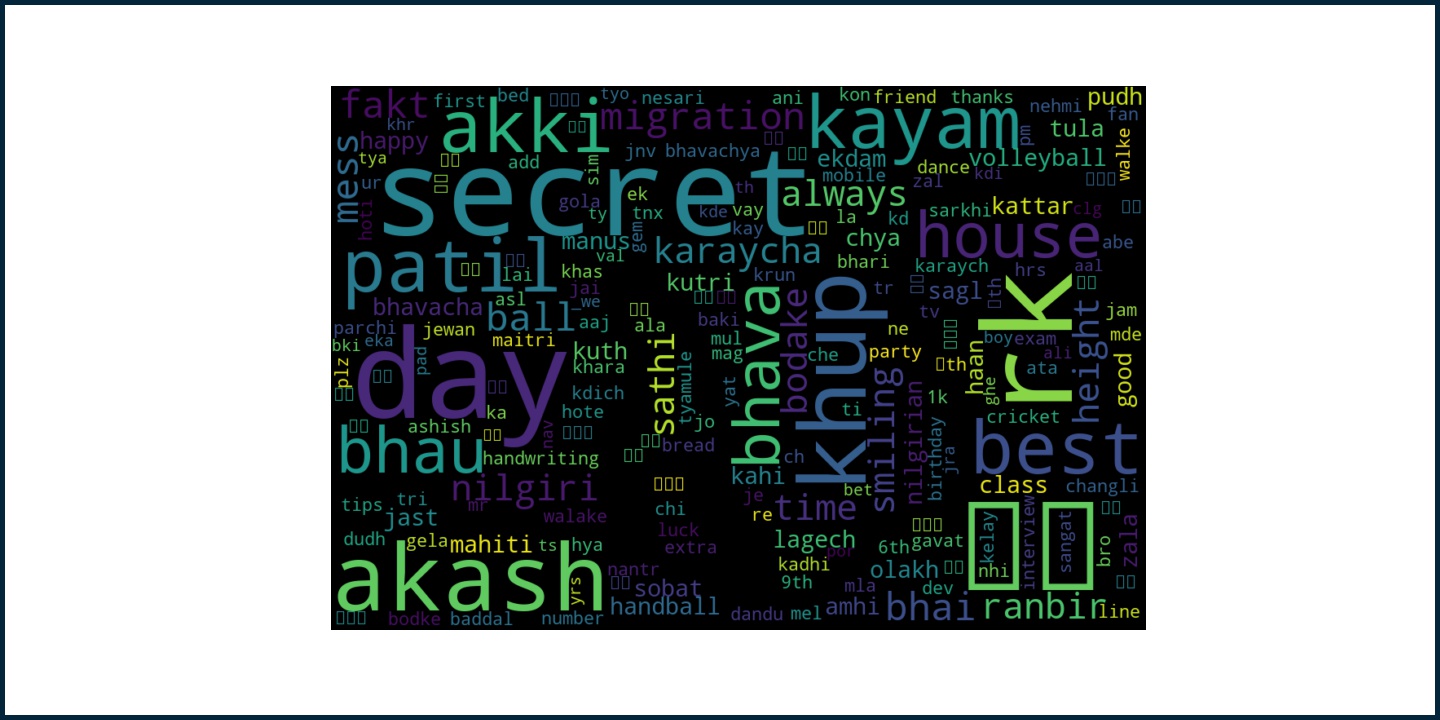 fakt first bed tyo nesari ani kon friend thanks pudh
khr akki migration kayam nehmi fan
happy pm tula walke
mess tya add sim jnv bhavachya ekdam volleyball
ur secret mobile dance kdi
zal
hoti gola ek th always sarkhi kattar clg
ty tnx kde vay la kd
patil manus gem kay chya house abe
val karaycha bhari
lai khas krun karaych hrs aal
asl jai kutri tr sagl th
bhavacha _we bhava bodake khup tv rk height jam
parchi jewan ball aaj ala baki ne mde
bki eka maitri mul boy exam
day pad kuth sathi mag che party th haan ali good
plz khara tyamule ata
kdich yat smiling nilgirian 1k ghe
ka hote jo ti cricket
ashish nav birthday
bhau handwriting bread best
jra
kahi ch
nilgiri bet class changli
tips tri mr je time
jast walake chi re kelay interview sangat
luck
dudh gela mahiti ts hya extra lagech por 6th gavat bro zala
akash yrs nantr kadhi olakh nhi
sobat 9th mla dev
bodke baddal number handball dandu mel amhi bhai ranbir line